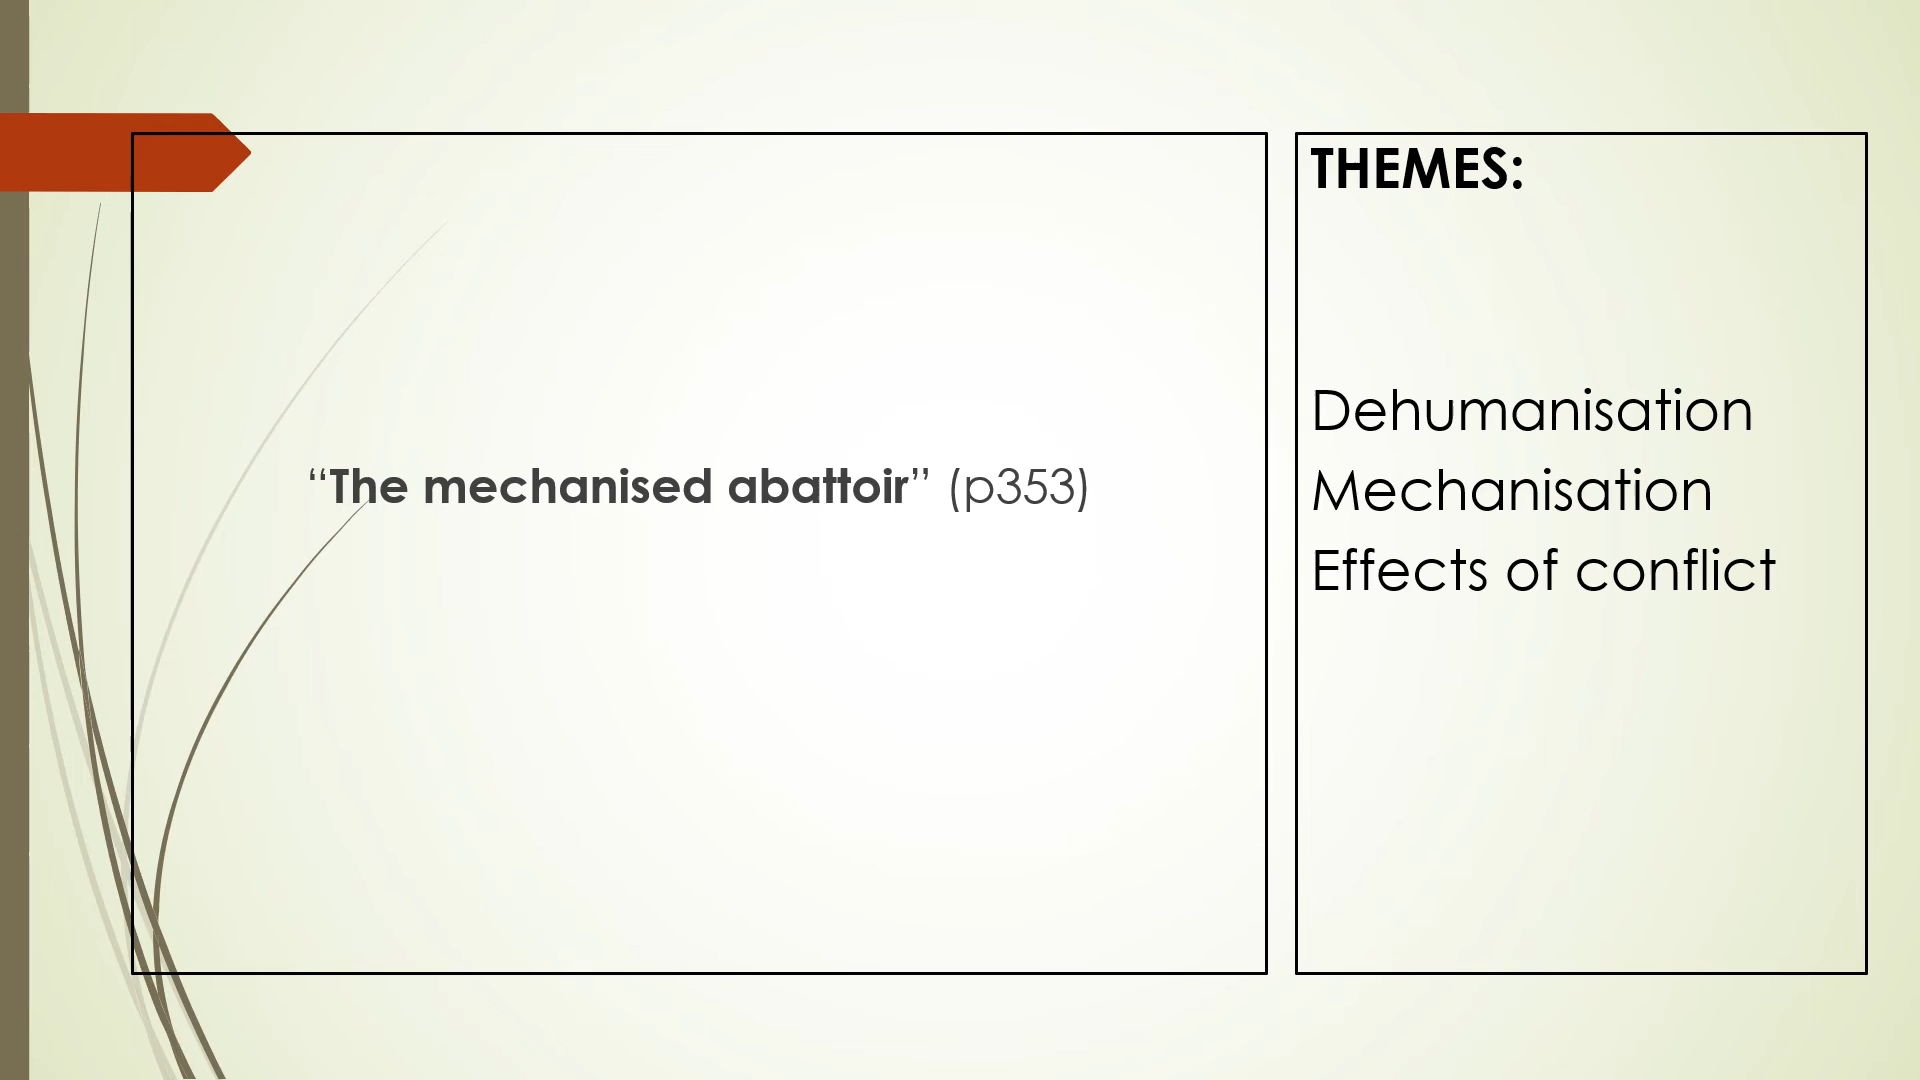 “The mechanised abattoir” (p353)
THEMES:
Dehumanisation
Mechanisation
Effects of conflict